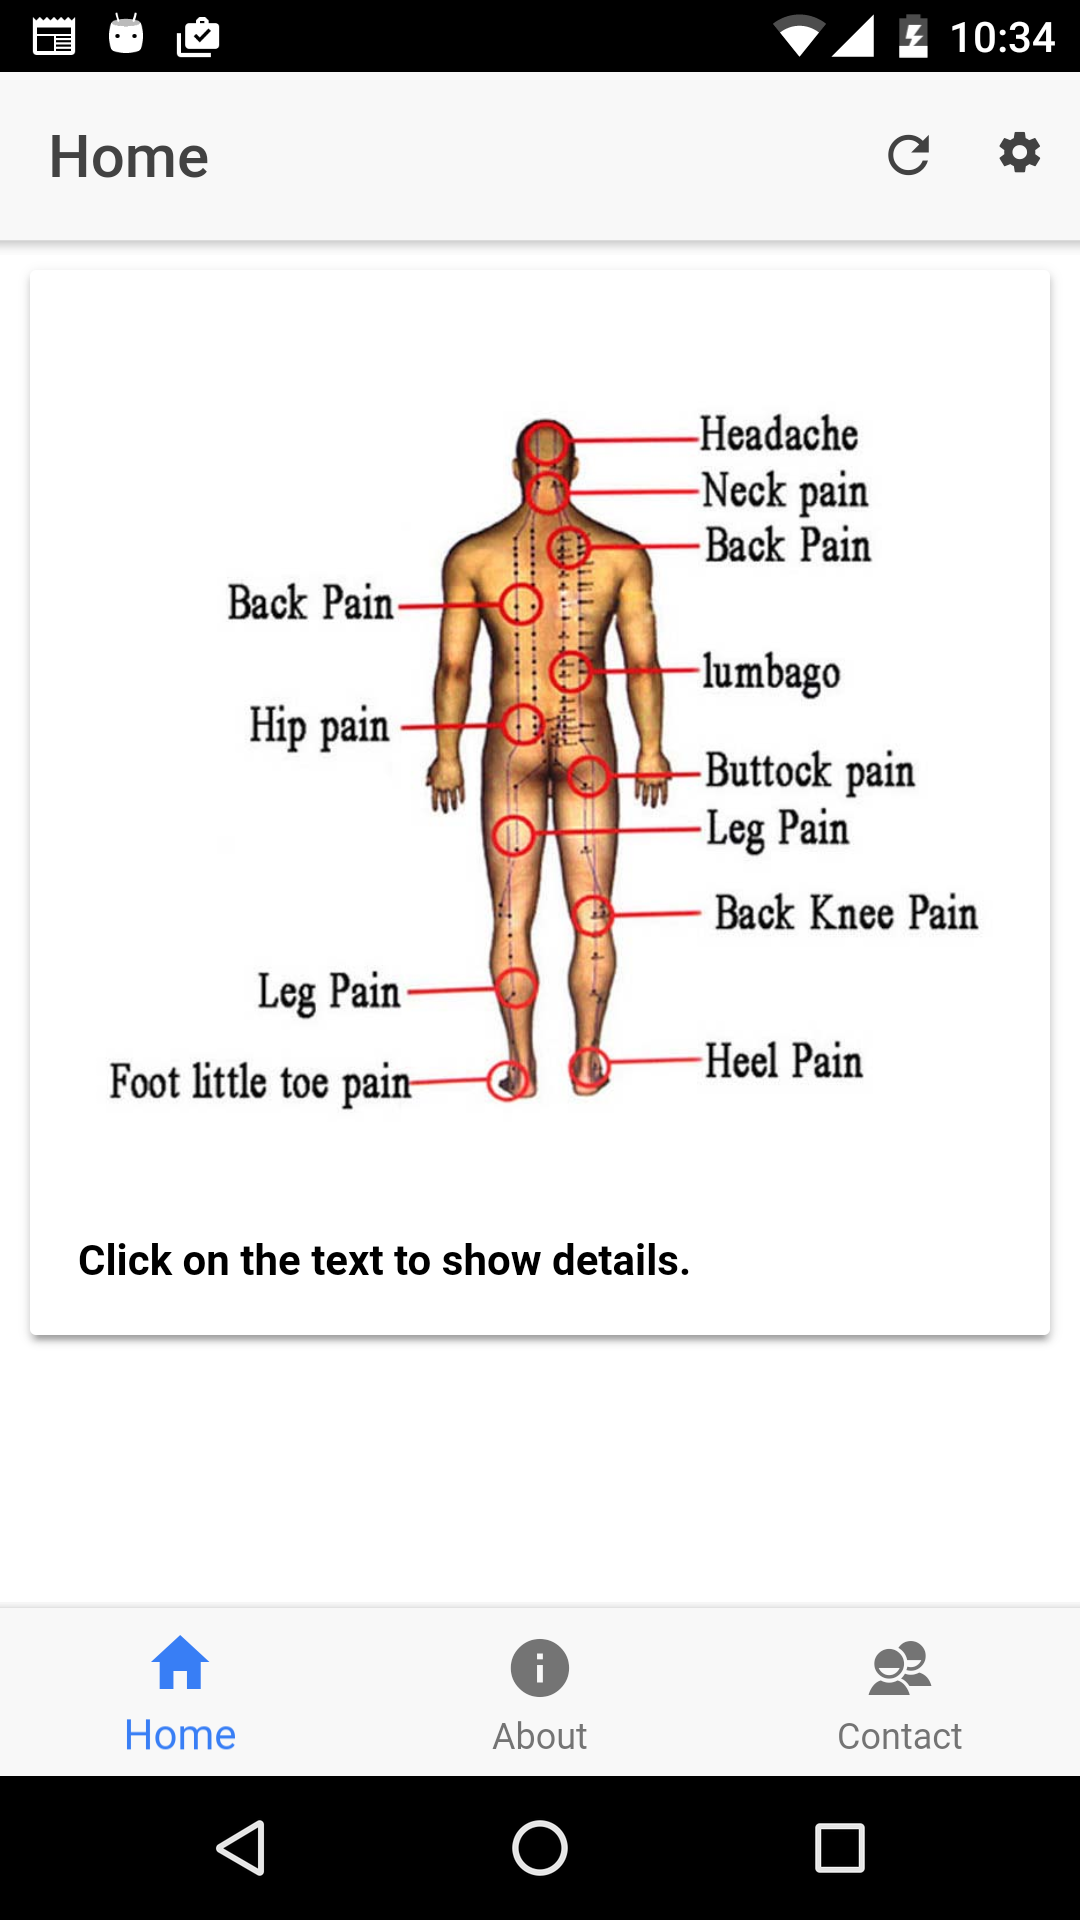 10:34
Home
Headache
Neck pain
Back Pain
Back Pain
lumbago
Hip pain
Buttock pain
Leg Pain
Back Knee Pain
Leg Pain
Heel Pain
Foot little toe pain
Click on the text to show details.
Home
About
Contact